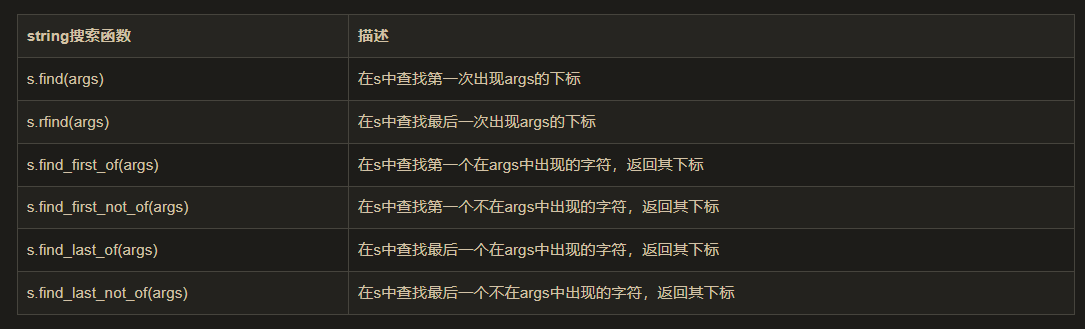 string搜索函数 描述
s.find(args) 在s中查找第一次出现args的下标
s.rfind(args) 在s中查找最后一次出现args的下标
s.find_first_of(args) 在s中查找第一个在args中出现的字符，返回其下标
s.find_first_not_of(args) 在s中查找第一个不在args中出现的字符，返回其下标
s.find_last_of(args) 在s中查找最后一个在args中出现的字符，返回其下标
s.find_last_not_of(args) 在s中查找最后一个不在args中出现的字符，返回其下标